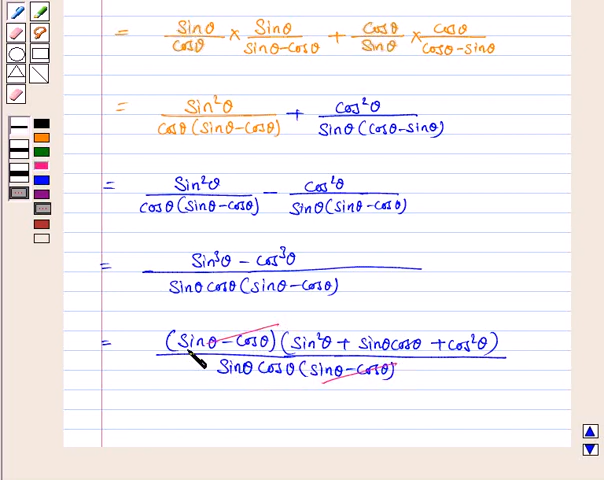 = Sinθ/cosθ × Sinθ/Sinθ-cosθ + Cosθ/Sinθ × Cosθ/cosθ-sinθ
= Sin²θ/cosθ(Sinθ-cosθ) + cos²θ/Sinθ(cosθ-sinθ)
= Sin²θ/cosθ(sinθ-cosθ) - cos²θ/Sinθ(sinθ-cosθ)
= Sin³θ - cos³θ/Sinθ cosθ(sinθ-cosθ)
= (Sinθ-cosθ)(Sin²θ + sinθcosθ + cos²θ)/Sinθ Cosθ(sinθ-cosθ)